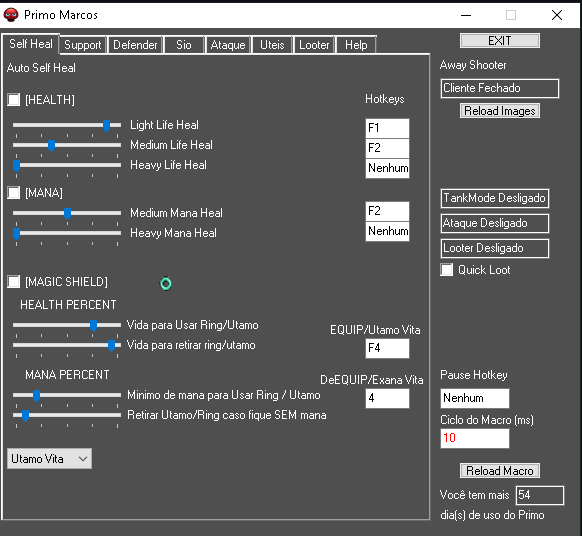 Primo Marcos
Self Heal Support Defender Sio Ataque Uteis Looter Help
EXIT
Auto Self Heal
Away Shooter
Cliente Fechado
Reload Images
[HEALTH]
Hotkeys
Light Life Heal
F1
Medium Life Heal
F2
Heavy Life Heal
Nenhum
[MANA]
Medium Mana Heal
F2
Heavy Mana Heal
Nenhum
TankMode Desligado
Ataque Desligado
Looter Desligado
Quick Loot
[MAGIC SHIELD]
HEALTH PERCENT
Vida para Usar Ring/Utamo
EQUIP/Utamo Vita
Vida para retirar ring/utamo
F4
MANA PERCENT
DeEQUIP/Exana Vita
Minimo de mana para Usar Ring / Utamo
4
Retirar Utamo/Ring caso fique SEM mana
Utamo Vita
Pause Hotkey
Nenhum
Ciclo do Macro (ms)
10
Reload Macro
Você tem mais 54
dia(s) de uso do Primo